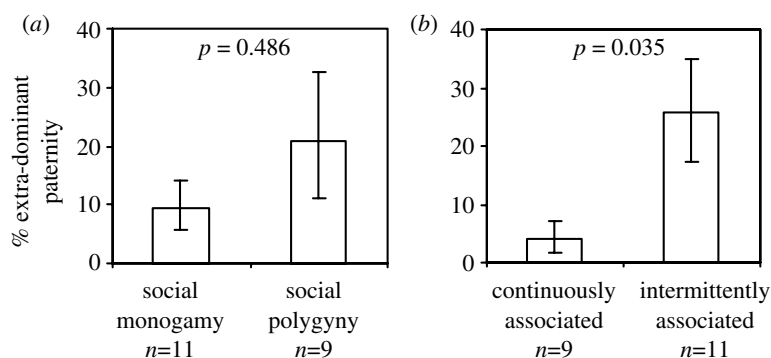 (a)
40
30
20
10
0
% extra-dominant
paternity
p = 0.486
social
monogamy
n=11
social
polygyny
n=9
(b)
40
30
20
10
0
p = 0.035
continuously
associated
n=9
intermittently
associated
n=11